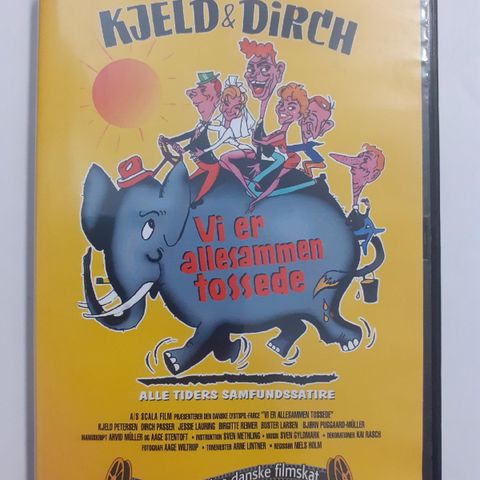 KJELD & DIRCH
Vi er
allesammen
tossede
ALLE TIDERS SAMFUNDSSATIRE
A/S SCALA FILM PRÆSENTERER DEN DANSKE LYSTSPIL-FARCE "VI ER ALLESAMMEN TOSSEDE"
KJELD PETERSEN DIRCH PASSER JESSIE LAURING BIRGITTE REIMER BUSTER LARSEN BJØRN PUGGAARD-MÜLLER
MANUSKRIPT ARVID MÜLLER OG AAGE STENTOFT • INSTRUKTION SVEN METHLING • MUSIK SVEN GYLDMARK • DEKORATIONER KAI RASCH
FOTOGRAF AAGE WILTRUP • TONEMESTER ARNE LINTNER • REGISSØR NIELS HOLM
danske filmskat